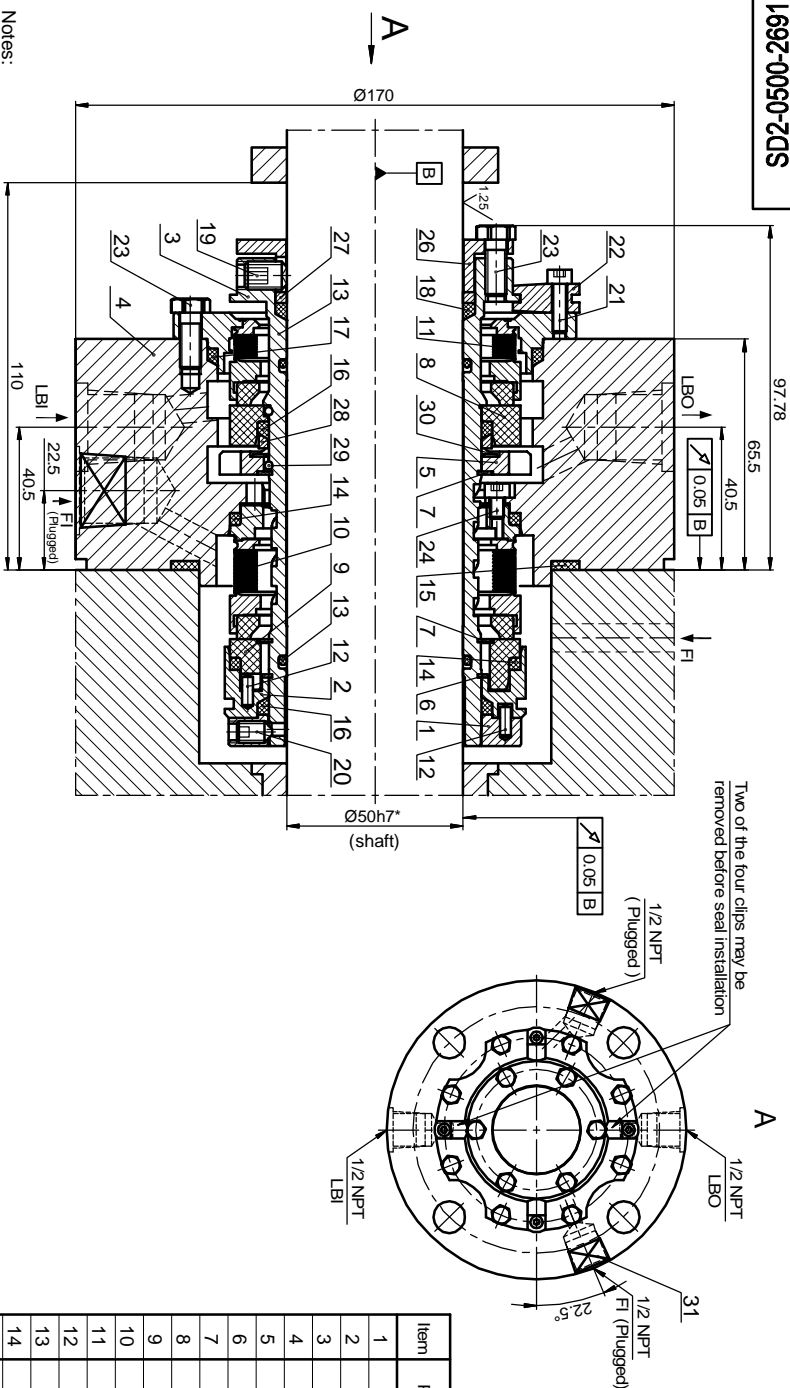 SD2-0500-2691
A
Ø170
B
1.25
97.78
65.5
40.5
0.05 B
26
23
22
21
18
11
8
30
5
7
24
15
7
14
6
1
12
LBO
FI
19
3
23
4
27
13
17
16
28
29
14
10
9
13
12
2
16
20
LBI
22.5
FI
(Plugged)
40.5
110
Ø50h7*
(shaft)
0.05 B
Two of the four clips may be
removed before seal installation
A
1/2 NPT
( Plugged )
1/2 NPT
LBO
1/2 NPT
LBI
31
1/2 NPT
FI (Plugged)
22.5°
Notes:
Item
1
2
3
4
5
6
7
8
9
10
11
12
13
14